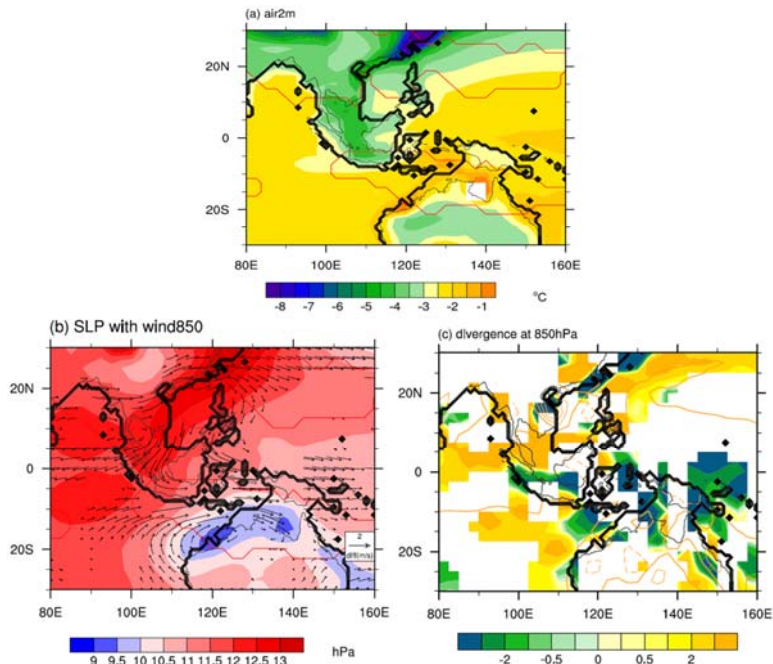 (a) air2m
20N
0
20S
80E 100E 120E 140E 160E
-8 -7 -6 -5 -4 -3 -2 -1 °C
(b) SLP with wind850
20N
0
20S
2
80E 100E 120E 140E 160E
9 9.5 10 10.5 11 11.5 12 12.5 13 hPa
(c) divergence at 850hPa
20N
0
20S
80E 100E 120E 140E 160E
-2 -0.5 0 0.5 2